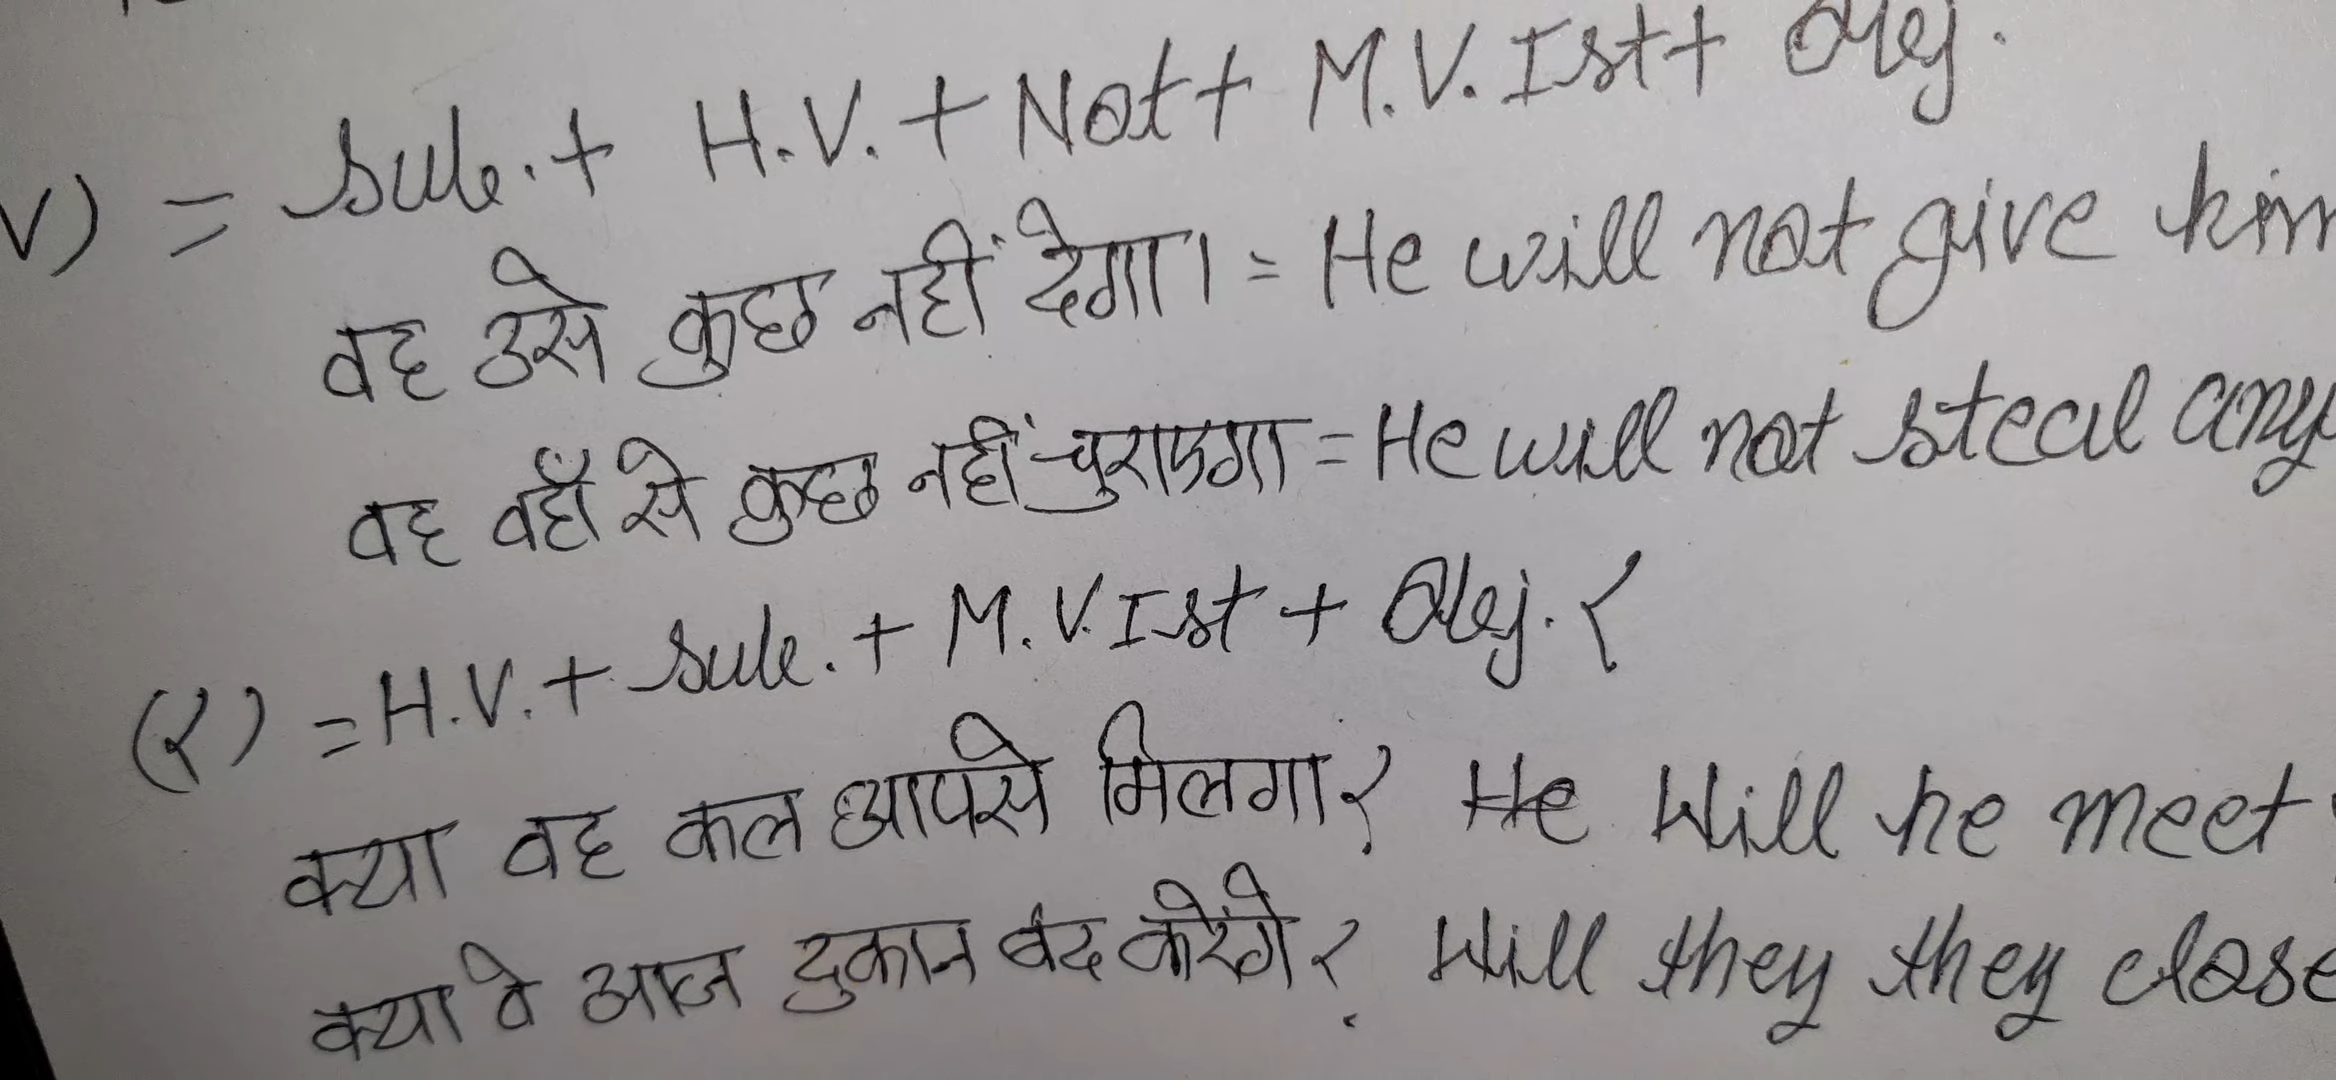 V) = Sub. + H.V. + Not + M.V. Ist + Obj.
वह उसे कुछ नहीं देगा। = He will not give him
वह वहाँ से कुछ नहीं चुराएगा = He will not steal any
(?) = H.V. + Sub. + M.V. Ist + Obj. ?
क्या वह कल आपसे मिलगा? He Will he meet
क्या वे आज दुकान बंद करेंगे? Will they they close